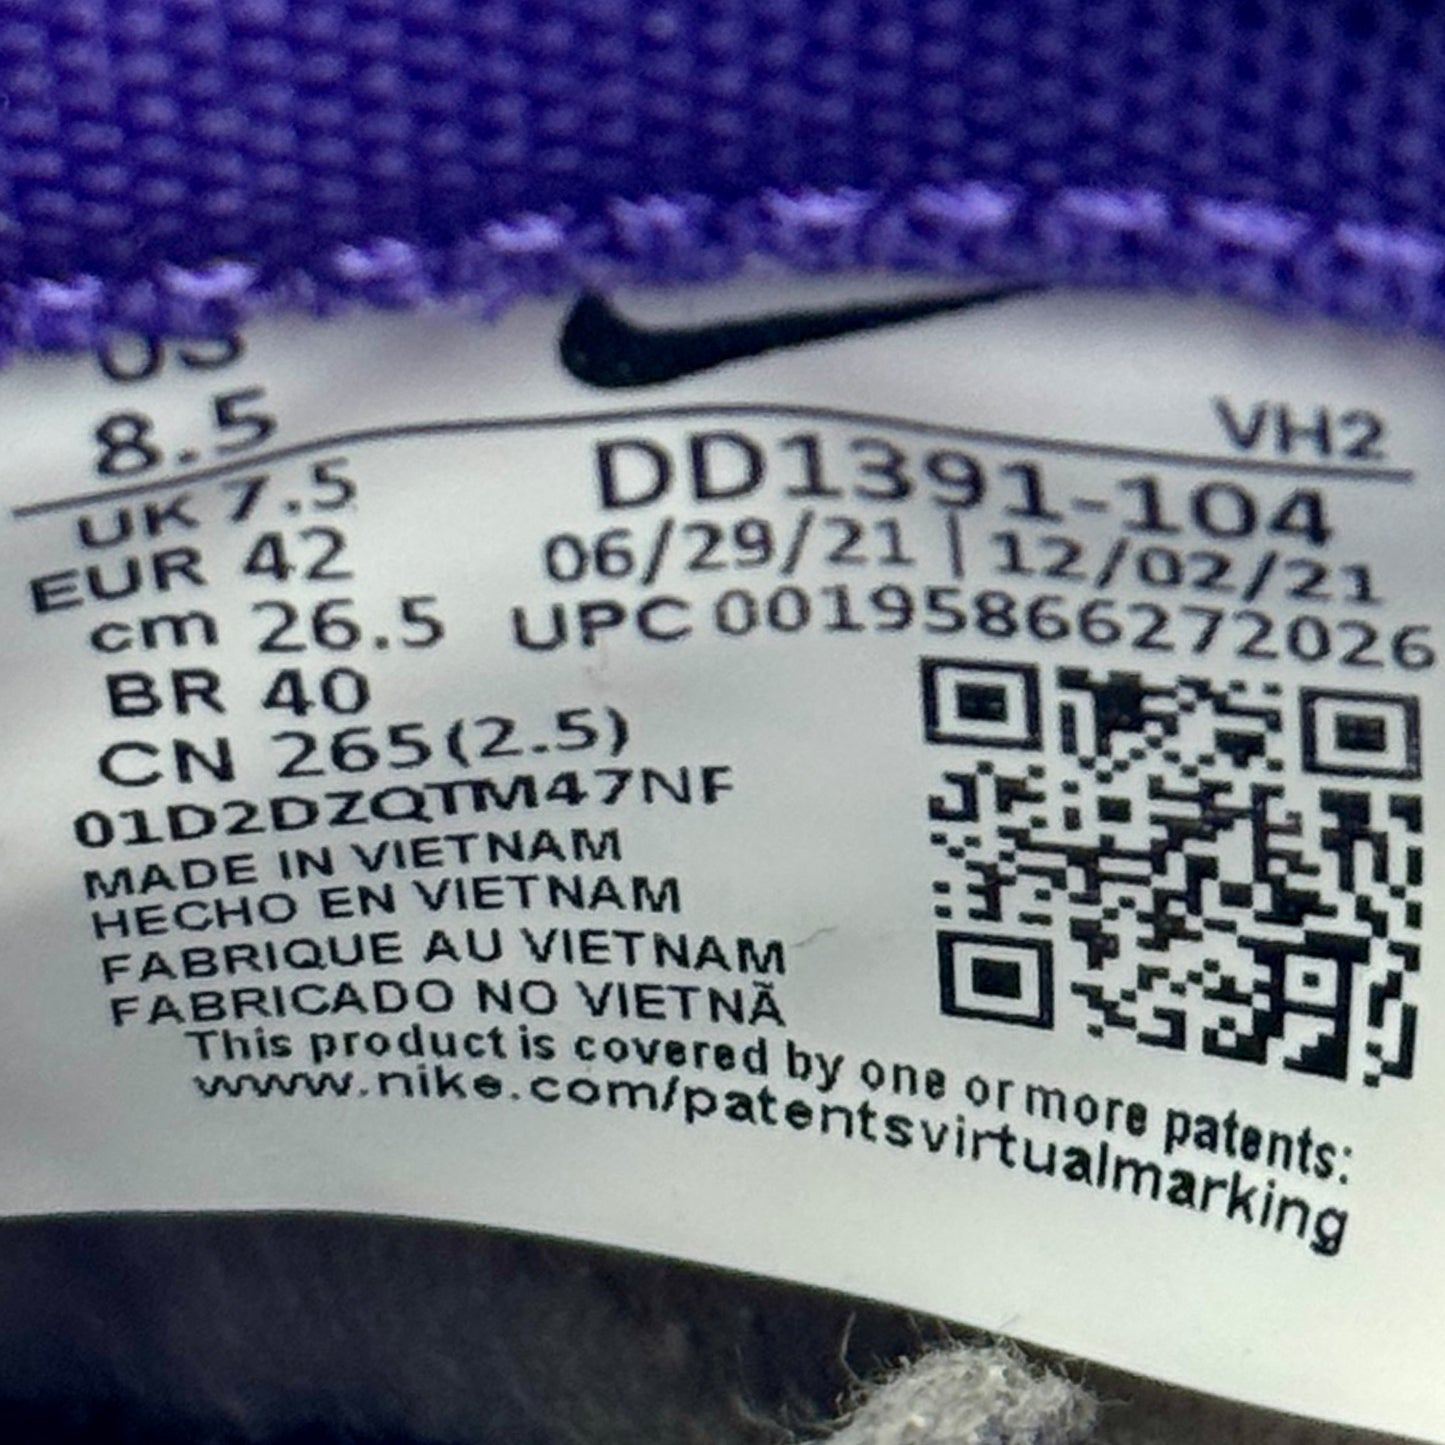 US
8.5
VH2
UK 7.5
EUR 42
cm 26.5
BR 40
CN 265(2.5)
DD1391-104
06/29/21 | 12/02/21
UPC 00195866272026
01D2DZQTM47NF
MADE IN VIETNAM
HECHO EN VIETNAM
FABRIQUE AU VIETNAM
FABRICADO NO VIETNÃ
This product is covered by one or more patents:
www.nike.com/patentsvirtualmarking